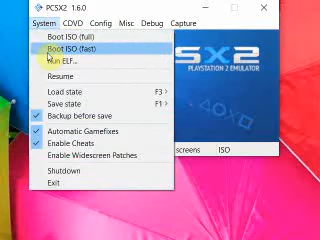 PCSX2 1.6.0
System CDVD Config Misc Debug Capture
Boot ISO (full)
Boot ISO (fast)
Run ELF...
Resume
Load state F3
Save state F1
Backup before save
Automatic Gamefixes
Enable Cheats
Enable Widescreen Patches
Shutdown
Exit
SX2
PLAYSTATION 2 EMULATOR
screens ISO